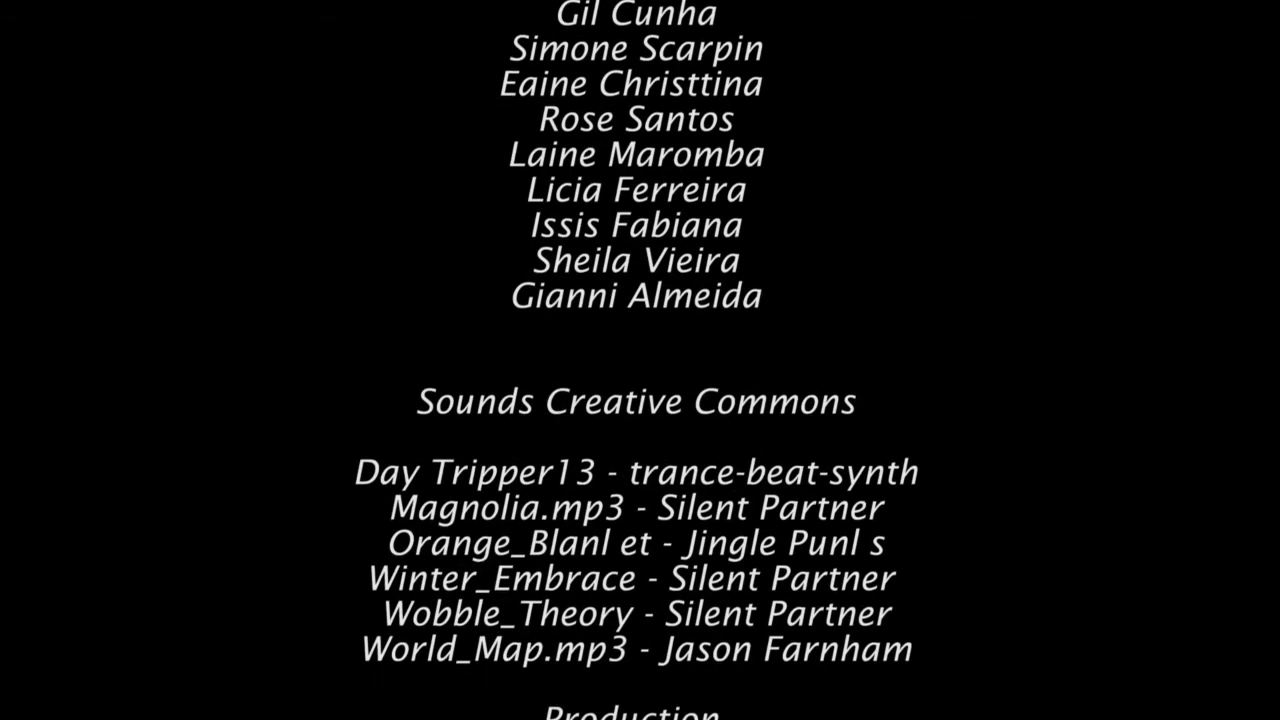 Gil Cunha
Simone Scarpin
Eaine Christtina
Rose Santos
Laine Maromba
Licia Ferreira
Issis Fabiana
Sheila Vieira
Gianni Almeida
Sounds Creative Commons
Day Tripper13 - trance-beat-synth
Magnolia.mp3 - Silent Partner
Orange_Blanl et - Jingle Punl s
Winter_Embrace - Silent Partner
Wobble_Theory - Silent Partner
World_Map.mp3 - Jason Farnham
Production